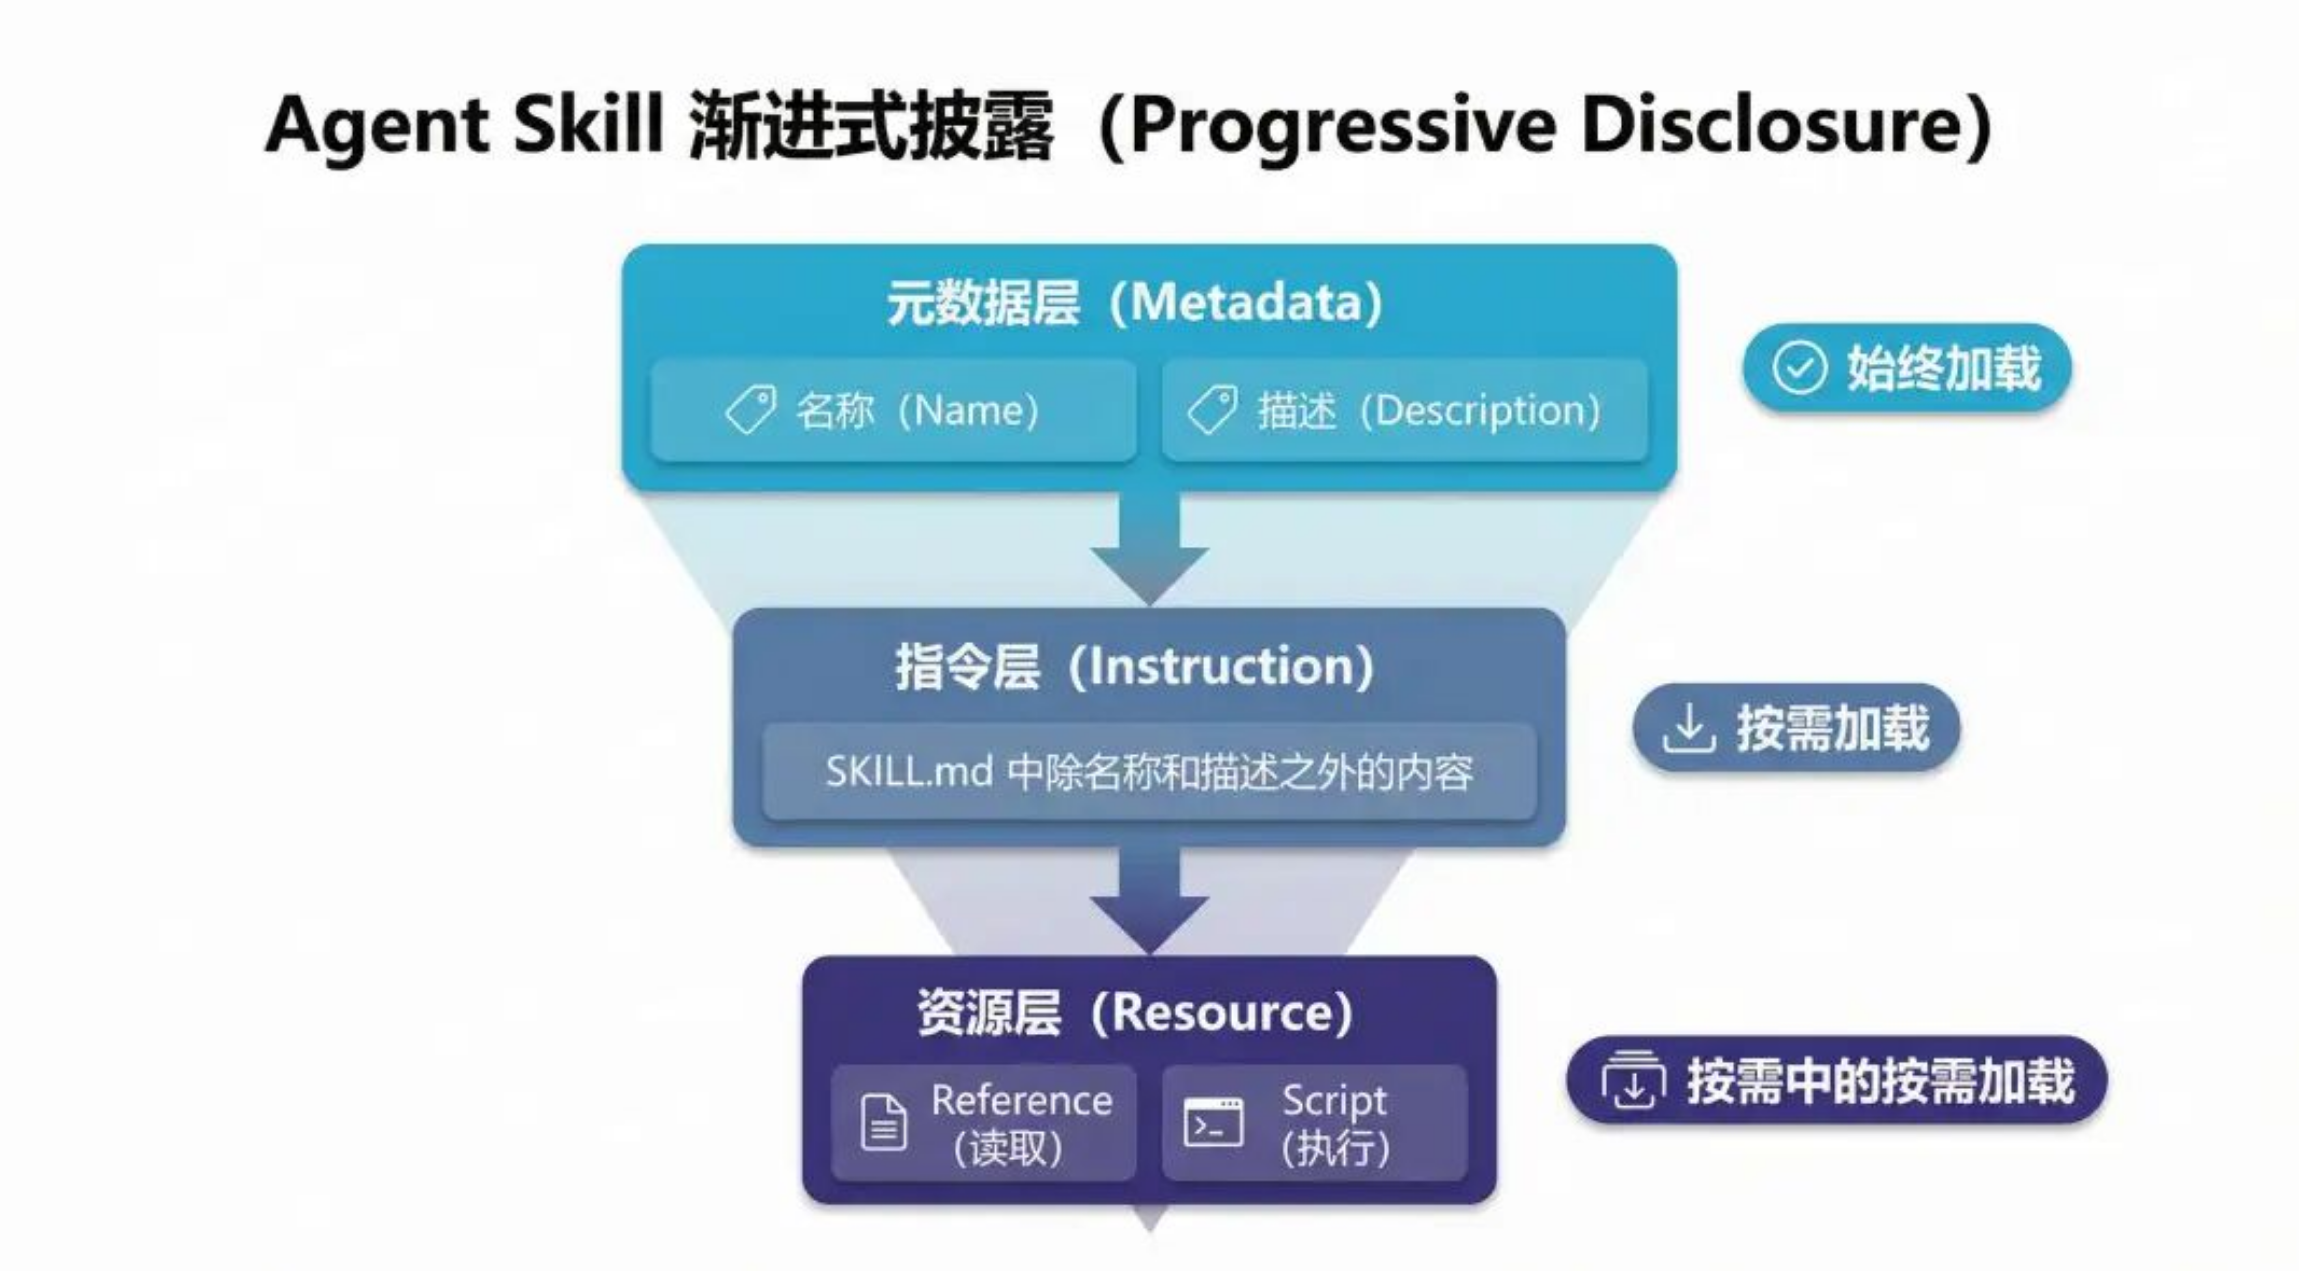 Agent Skill 渐进式披露（Progressive Disclosure）
元数据层（Metadata）
名称（Name）
描述（Description）
始终加载
指令层（Instruction）
SKILL.md 中除名称和描述之外的内容
按需加载
资源层（Resource）
Reference
（读取）
Script
（执行）
按需中的按需加载